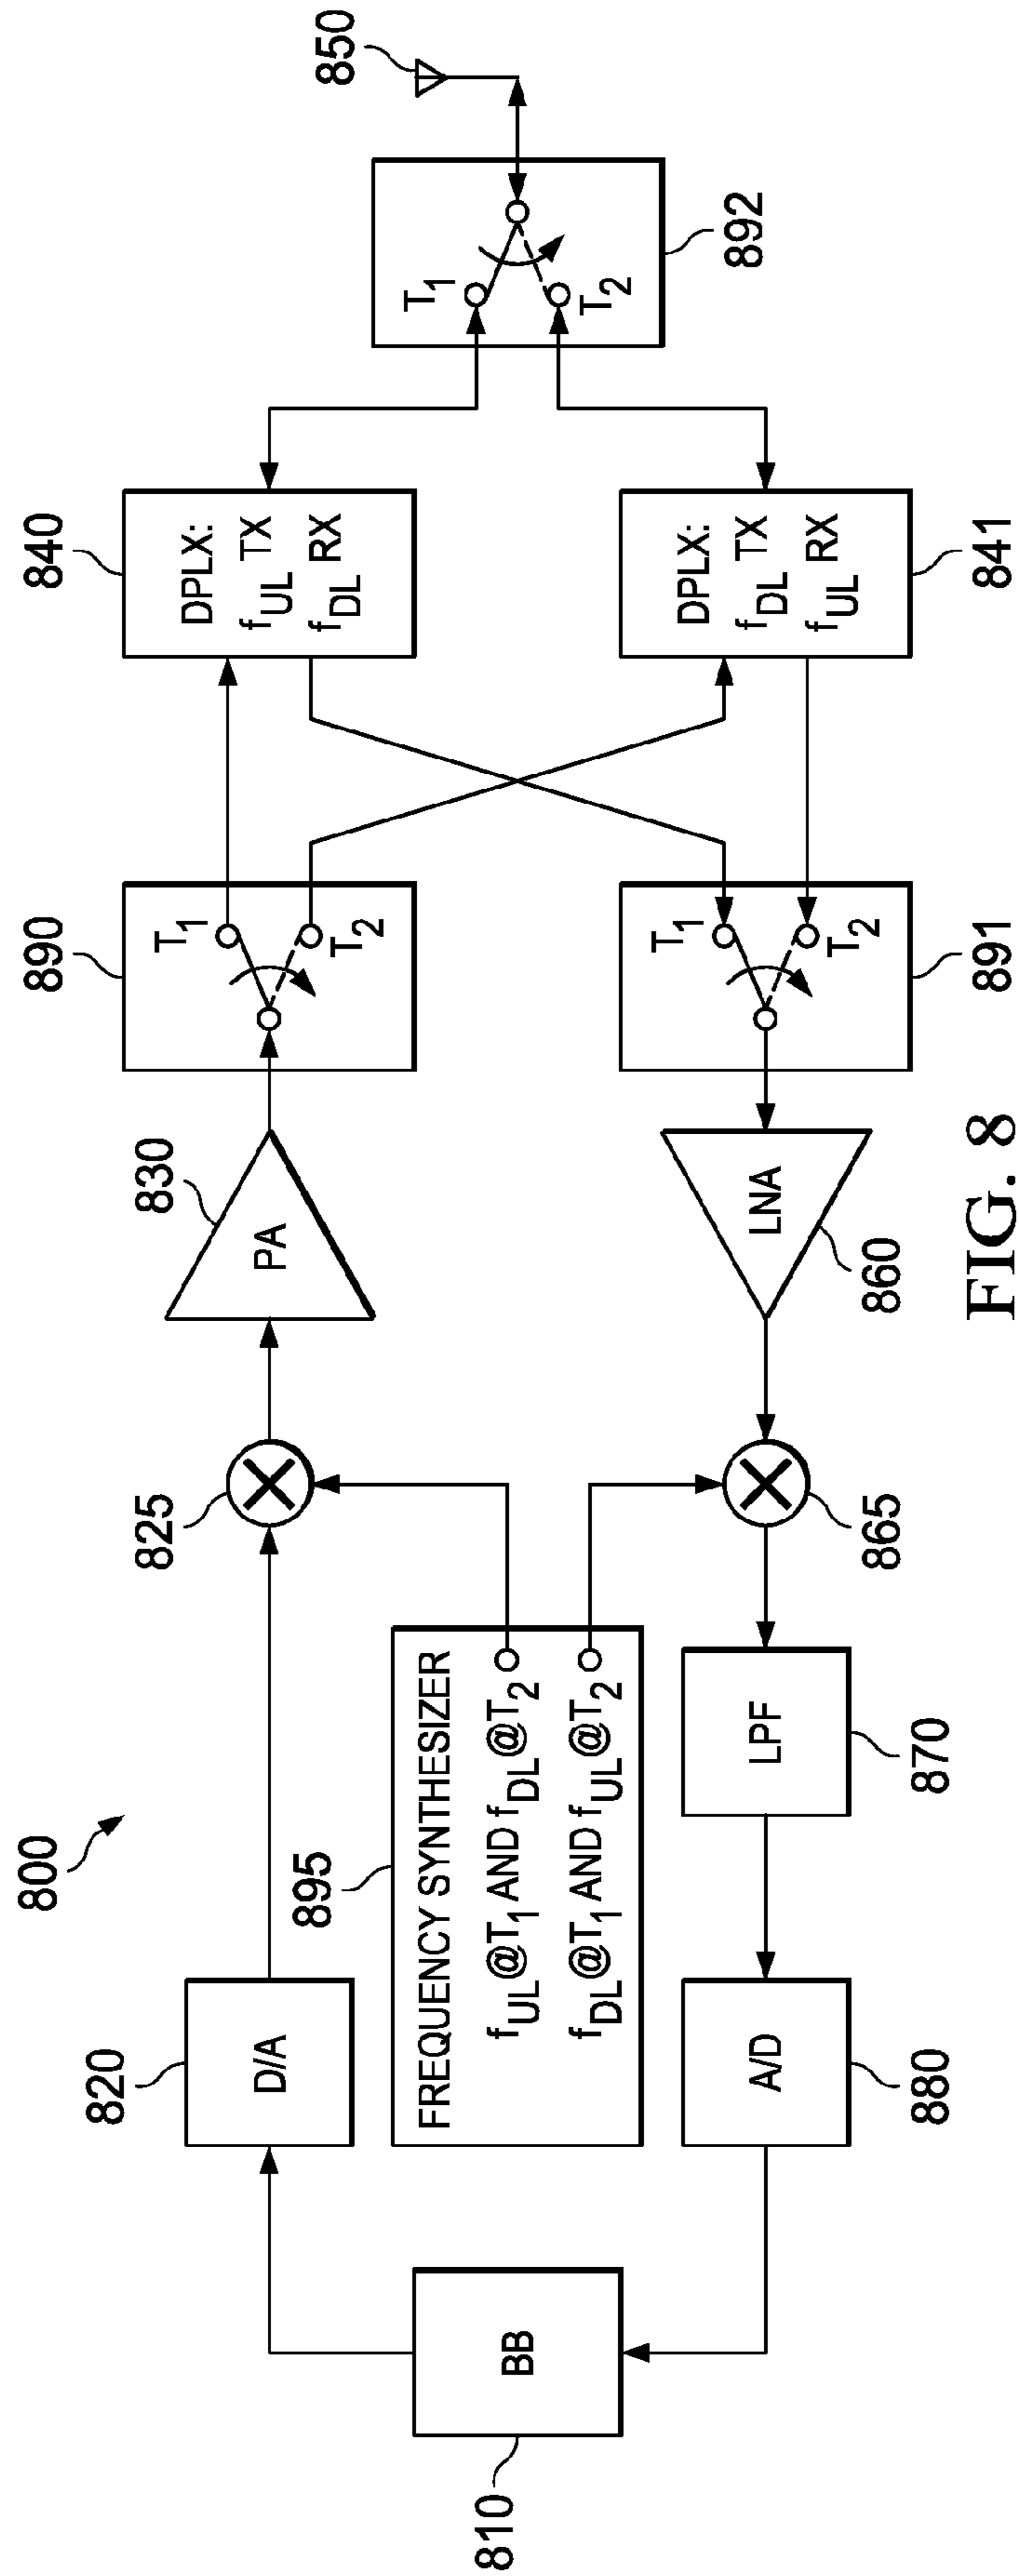 800
810
BB
820
D/A
825
830
PA
890
T1
T2
840
DPLX:
fUL TX
fDL RX
850
T1
T2
892
895
FREQUENCY SYNTHESIZER
fUL@T1 AND fDL@T2
fDL@T1 AND fUL@T2
880
A/D
870
LPF
865
860
LNA
891
T1
T2
841
DPLX:
fDL TX
fUL RX
FIG. 8